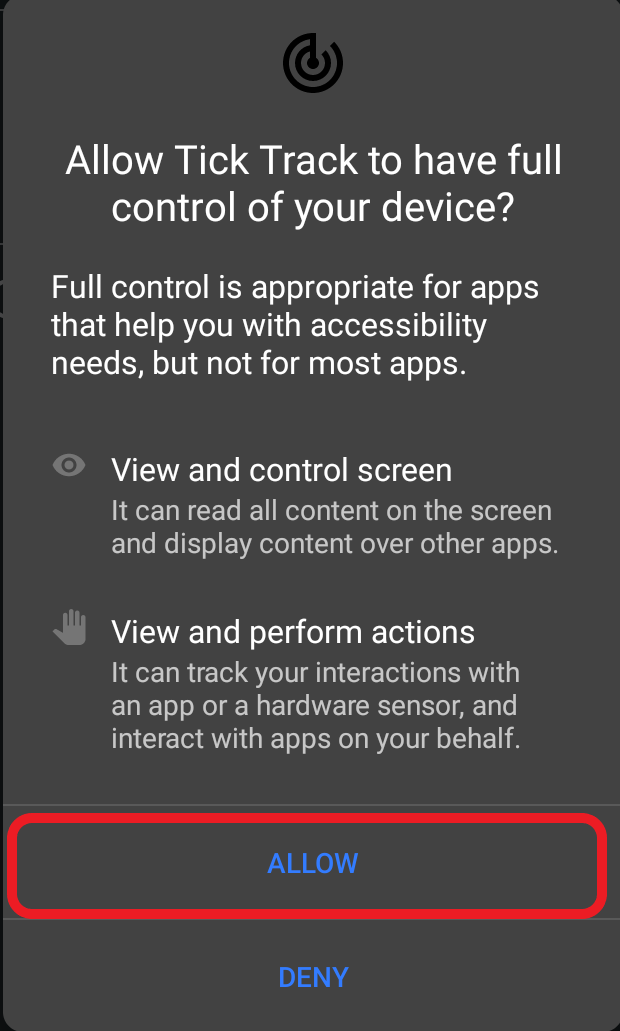 Allow Tick Track to have full
control of your device?
Full control is appropriate for apps
that help you with accessibility
needs, but not for most apps.
View and control screen
It can read all content on the screen
and display content over other apps.
View and perform actions
It can track your interactions with
an app or a hardware sensor, and
interact with apps on your behalf.
ALLOW
DENY